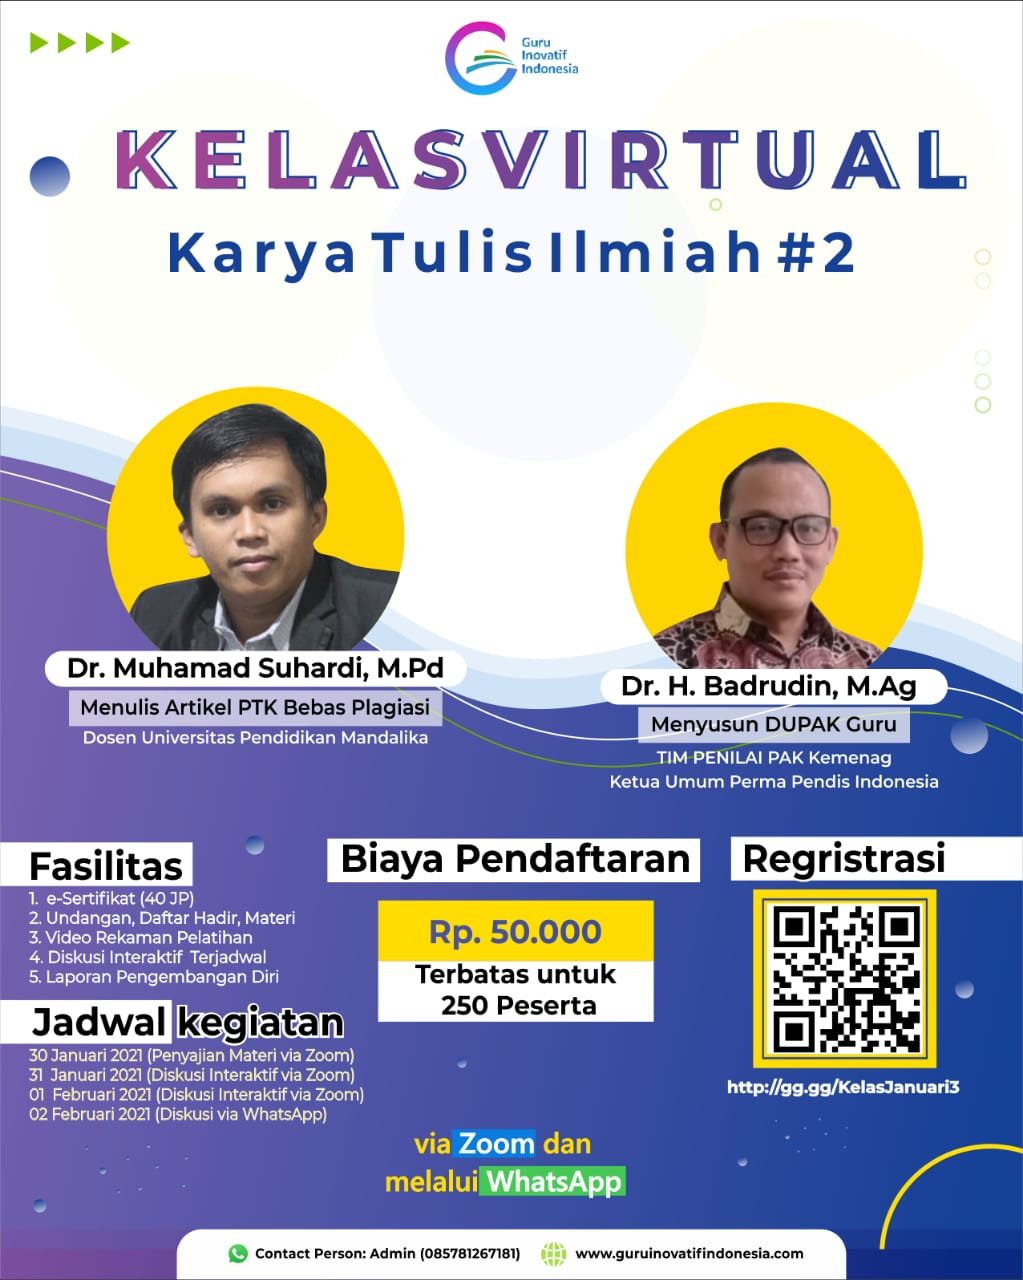 Guru
Inovatif
Indonesia
KELASVIRTUAL
Karya Tulis Ilmiah #2
Dr. Muhamad Suhardi, M.Pd
Menulis Artikel PTK Bebas Plagiasi
Dosen Universitas Pendidikan Mandalika
Dr. H. Badrudin, M.Ag
Menyusun DUPAK Guru
TIM PENILAI PAK Kemenag
Ketua Umum Perma Pendis Indonesia
Fasilitas
1. e-Sertifikat (40 JP)
2. Undangan, Daftar Hadir, Materi
3. Video Rekaman Pelatihan
4. Diskusi Interaktif Terjadwal
5. Laporan Pengembangan Diri
Jadwal kegiatan
30 Januari 2021 (Penyajian Materi via Zoom)
31 Januari 2021 (Diskusi Interaktif via Zoom)
01 Februari 2021 (Diskusi Interaktif via Zoom)
02 Februari 2021 (Diskusi via WhatsApp)
Biaya Pendaftaran
Rp. 50.000
Terbatas untuk
250 Peserta
Regristrasi
http://gg.gg/KelasJanuari3
via Zoom dan
melalui WhatsApp
Contact Person: Admin (085781267181)
www.guruinovatifindonesia.com